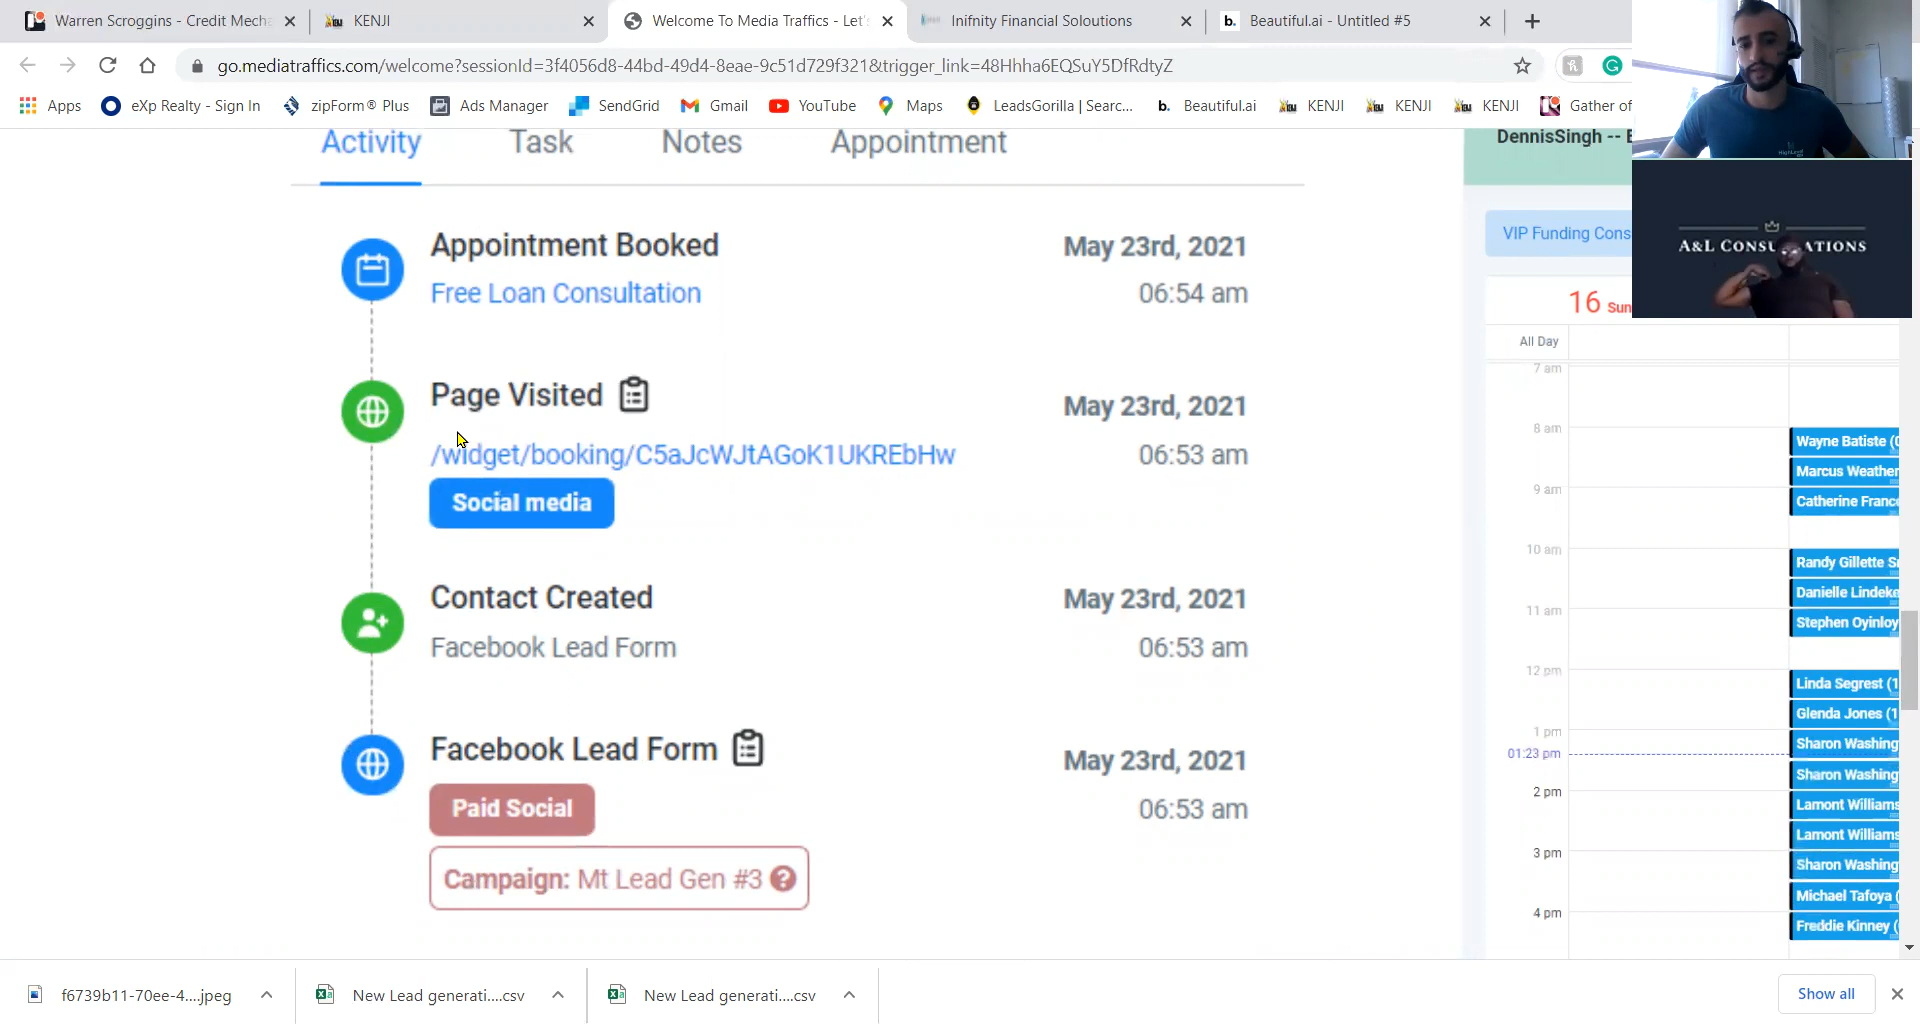 Warren Scroggins - Credit Mech
KENJI
Welcome To Media Traffics - Let's
Inifnity Financial Soloutions
b. Beautiful.ai - Untitled #5
go.mediatraffics.com/welcome?sessionId=3f4056d8-44bd-49d4-8eae-9c51d729f321&trigger_link=48Hhha6EQSuY5DfRdtyZ
Apps
eXp Realty - Sign In
zipForm® Plus
Ads Manager
SendGrid
Gmail
YouTube
Maps
LeadsGorilla | Searc...
b. Beautiful.ai
KENJI
KENJI
KENJI
Gather of
Activity
Task
Notes
Appointment
Appointment Booked
May 23rd, 2021
Free Loan Consultation
06:54 am
Page Visited
May 23rd, 2021
/widget/booking/C5aJcWJtAGoK1UKREbHw
06:53 am
Social media
Contact Created
May 23rd, 2021
Facebook Lead Form
06:53 am
Facebook Lead Form
May 23rd, 2021
Paid Social
06:53 am
Campaign: Mt Lead Gen #3
DennisSingh --
VIP Funding Cons
16 Sun
All Day
7 am
8 am
Wayne Batiste
Marcus Weather
9 am
Catherine Franc
10 am
Randy Gillette S
Danielle Lindeke
11 am
Stephen Oyinloy
12 pm
Linda Segrest (1
Glenda Jones (1
1 pm
Sharon Washing
01:23 pm
Sharon Washing
2 pm
Lamont Williams
Lamont Williams
3 pm
Sharon Washing
Michael Tafoya (
4 pm
Freddie Kinney (
A&L
f6739b11-70ee-4....jpeg
New Lead generati....csv
New Lead generati....csv
Show all